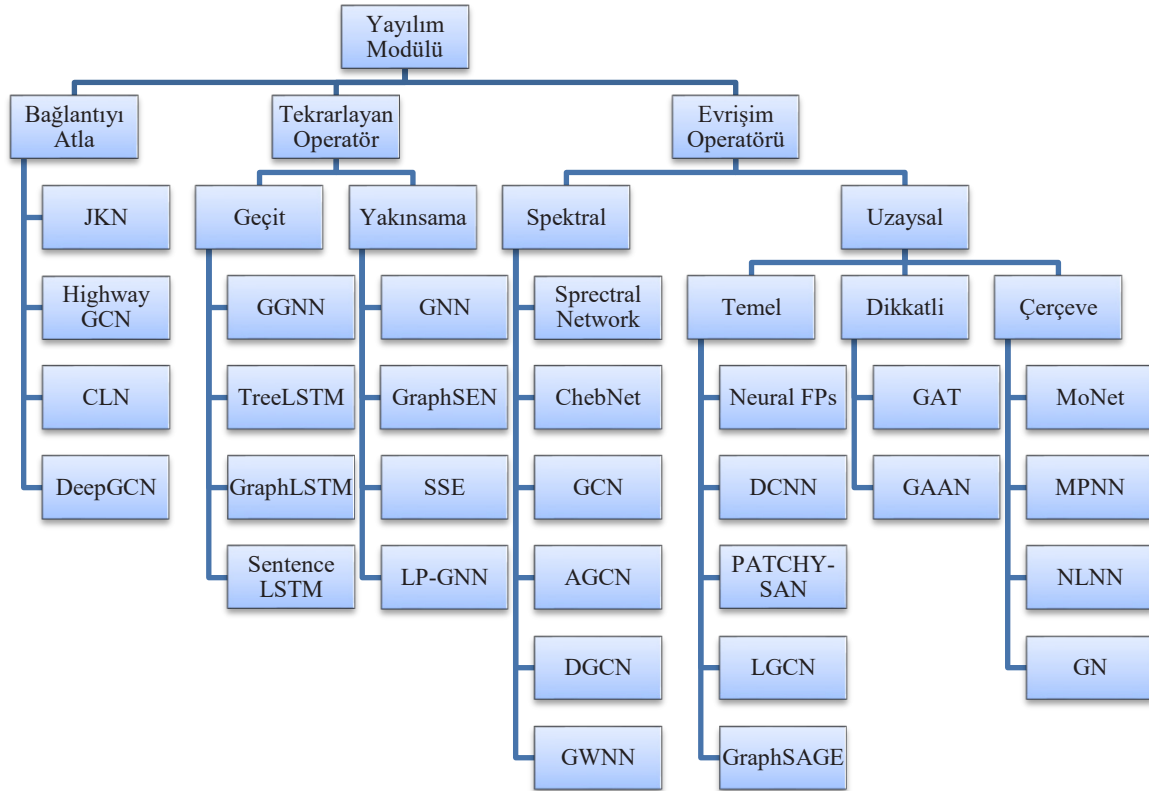 Yayılım
Modülü
Bağlantıyı
Atla
JKN
Highway
GCN
CLN
DeepGCN
Tekrarlayan
Operatör
Geçit
GGNN
TreeLSTM
GraphLSTM
Sentence
LSTM
Yakınsama
GNN
GraphSEN
SSE
LP-GNN
Evrişim
Operatörü
Spektral
Sprectral
Network
ChebNet
GCN
AGCN
DGCN
GWNN
Uzaysal
Temel
Neural FPs
DCNN
PATCHY-
SAN
LGCN
GraphSAGE
Dikkatli
GAT
GAAN
Çerçeve
MoNet
MPNN
NLNN
GN